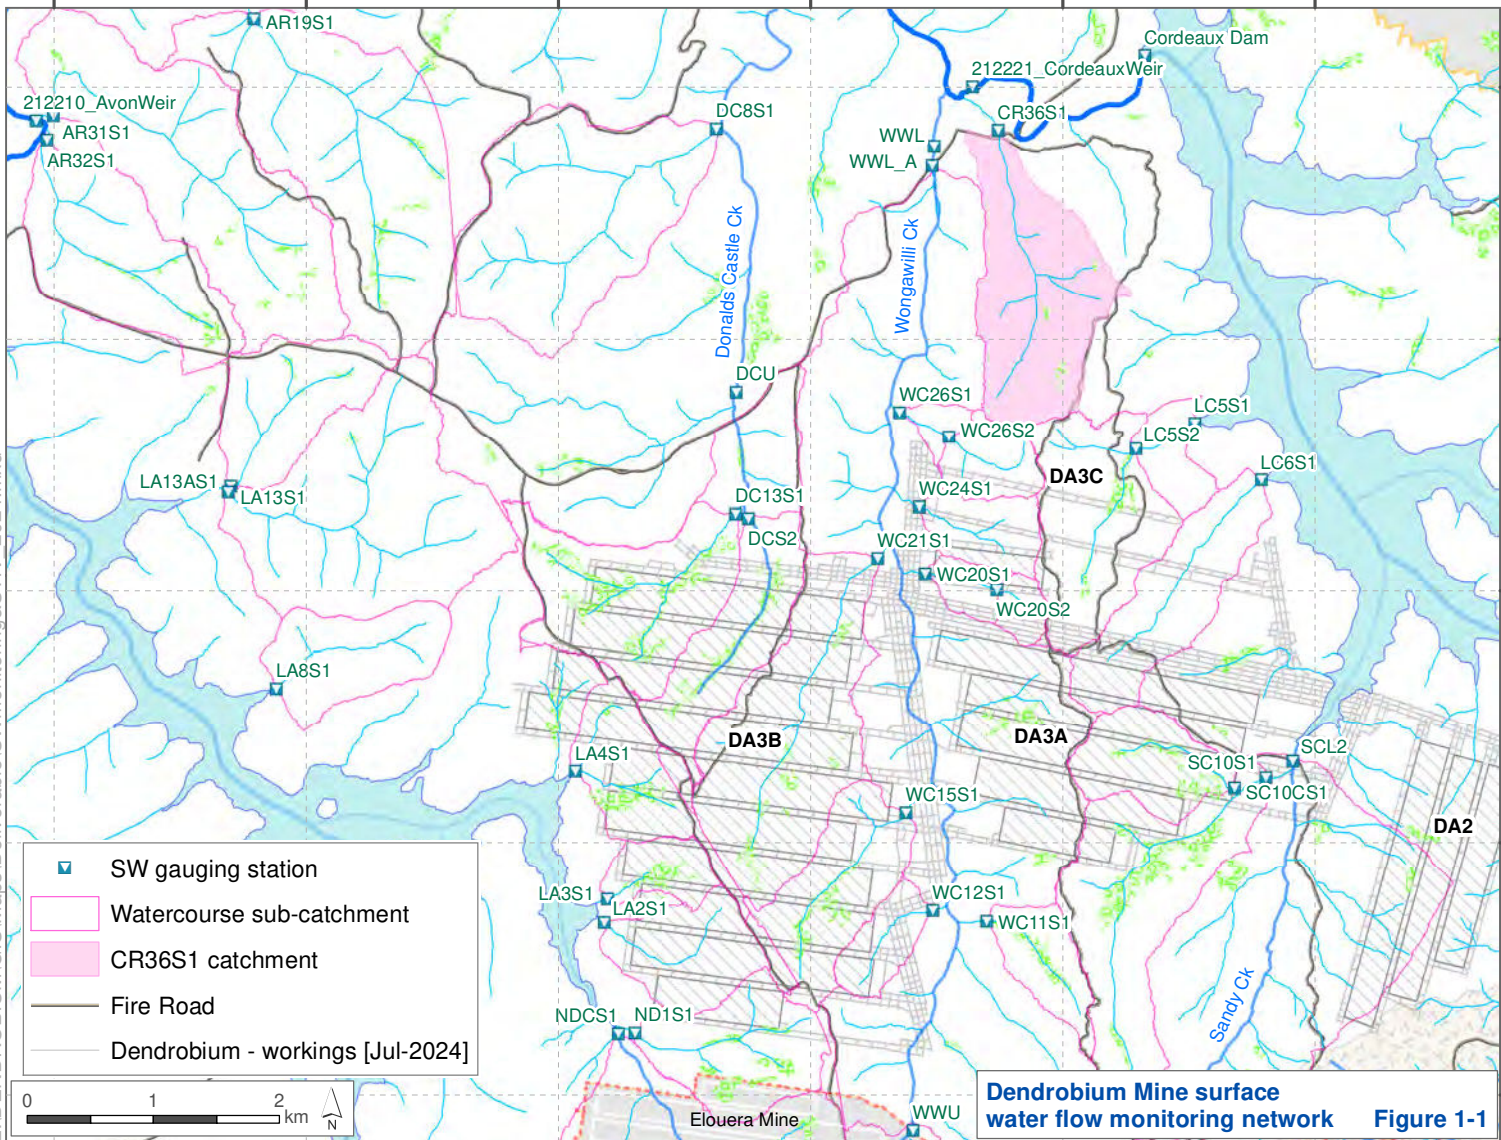 AR19S1
Cordeaux Dam
212221_CordeauxWeir
212210_AvonWeir
AR31S1
AR32S1
DC8S1
CR36S1
WWL
WWL_A
Donalds Castle Ck
Wongawilli Ck
DCU
WC26S1
WC26S2
LC5S1
LC5S2
LC6S1
DA3C
LA13AS1
LA13S1
DC13S1
DCS2
WC24S1
WC21S1
WC20S1
WC20S2
LA8S1
DA3B
DA3A
LA4S1
SCL2
SC10S1
SC10CS1
WC15S1
DA2
LA3S1
LA2S1
WC12S1
WC11S1
NDCS1
ND1S1
Sandy Ck
Elouera Mine
WWU
SW gauging station
Watercourse sub-catchment
CR36S1 catchment
Fire Road
Dendrobium - workings [Jul-2024]
0 1 2
km
N
Dendrobium Mine surface
water flow monitoring network Figure 1-1